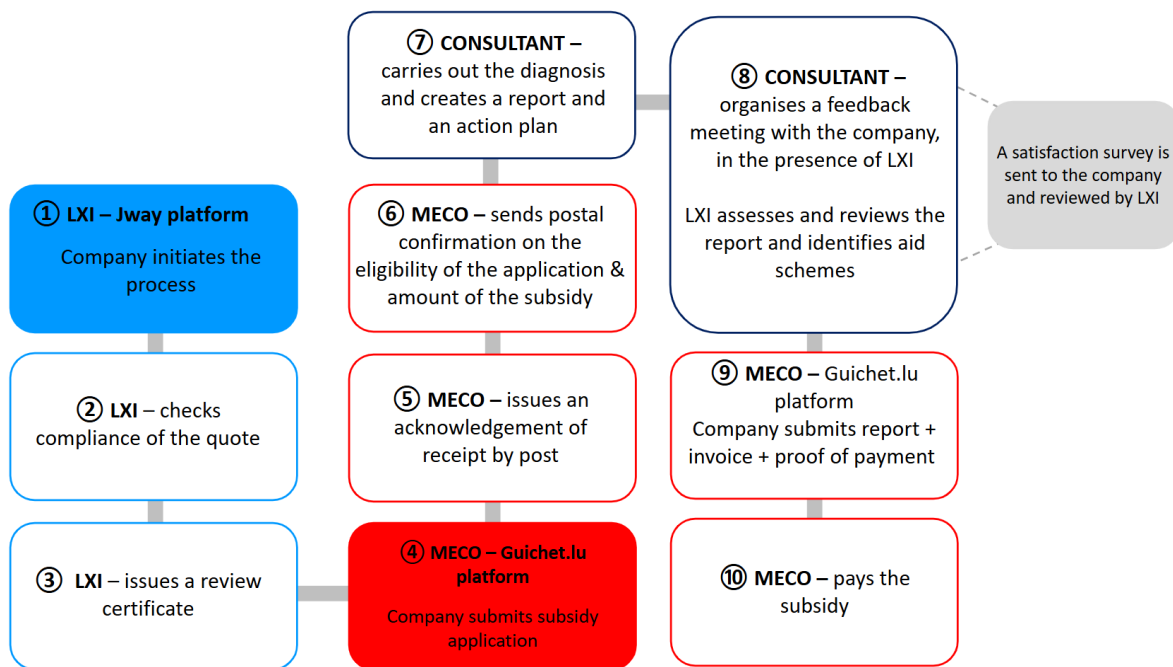 ① LXI – Jway platform
Company initiates the
process
② LXI – checks
compliance of the quote
③ LXI – issues a review
certificate
④ MECO – Guichet.lu
platform
Company submits subsidy
application
⑤ MECO – issues an
acknowledgement of
receipt by post
⑥ MECO – sends postal
confirmation on the
eligibility of the application &
amount of the subsidy
⑦ CONSULTANT –
carries out the diagnosis
and creates a report and
an action plan
⑧ CONSULTANT –
organises a feedback
meeting with the company,
in the presence of LXI
LXI assesses and reviews the
report and identifies aid
schemes
A satisfaction survey is
sent to the company
and reviewed by LXI
⑨ MECO – Guichet.lu
platform
Company submits report +
invoice + proof of payment
⑩ MECO – pays the
subsidy